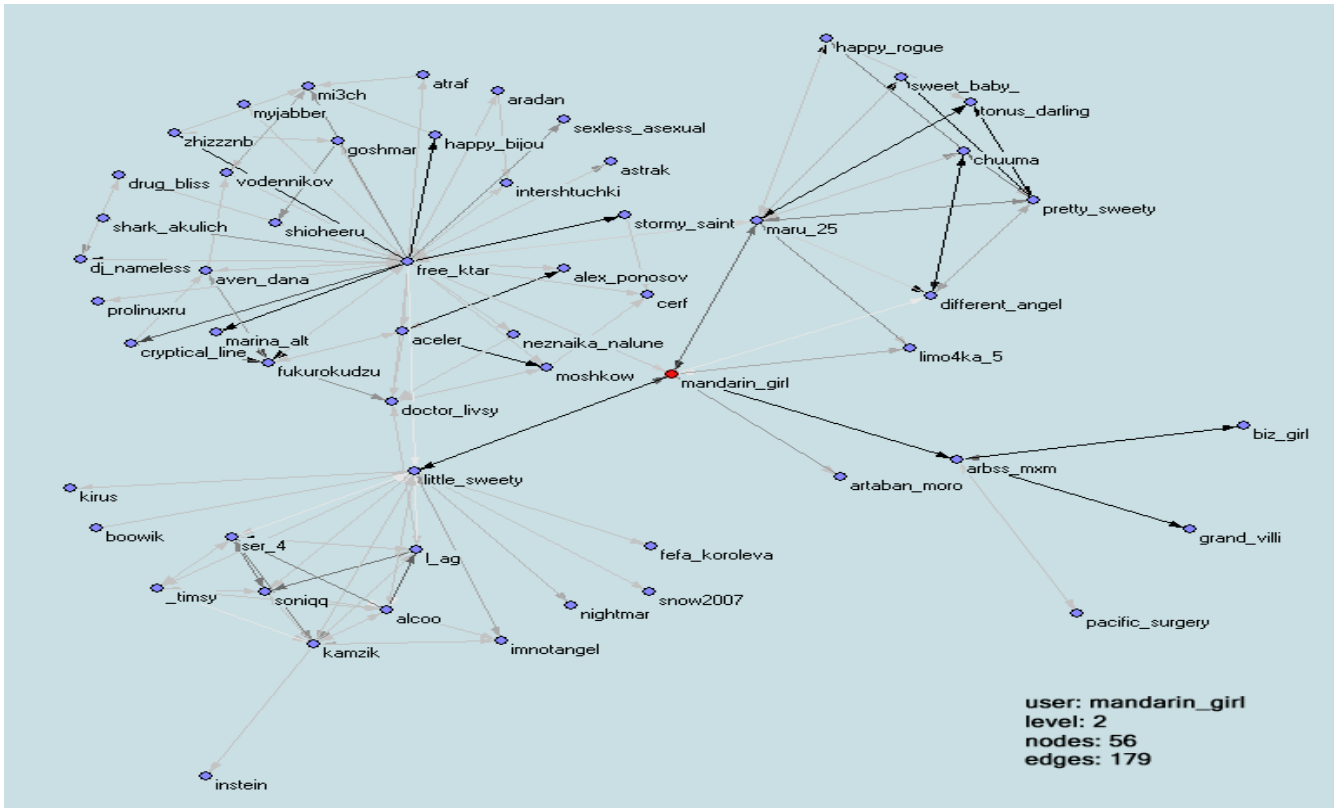 happy_rogue
atraf
sweet_baby_
mi3ch
aradan
tonus_darling
myjabber
sexless_asexual
zhizzznb
goshmar
happy_bijou
chuuma
astrak
drug_bliss
vodennikov
intershtuchki
pretty_sweety
shark_akulich
shioheeru
stormy_saint
maru_25
dj_nameless
aven_dana
free_ktar
alex_ponosov
cerf
different_angel
prolinuxru
marina_alt
aceler
neznaika_nalune
cryptical_line
limo4ka_5
fukurokudzu
moshkow
mandarin_girl
doctor_livsy
biz_girl
arbss_mxm
little_sweety
artaban_moro
kirus
boowik
ser_4
grand_villi
l_ag
fefa_koroleva
_timsy
soniqq
snow2007
alcoo
nightmar
pacific_surgery
kamzik
imnotangel
user: mandarin_girl
level: 2
nodes: 56
edges: 179
instein